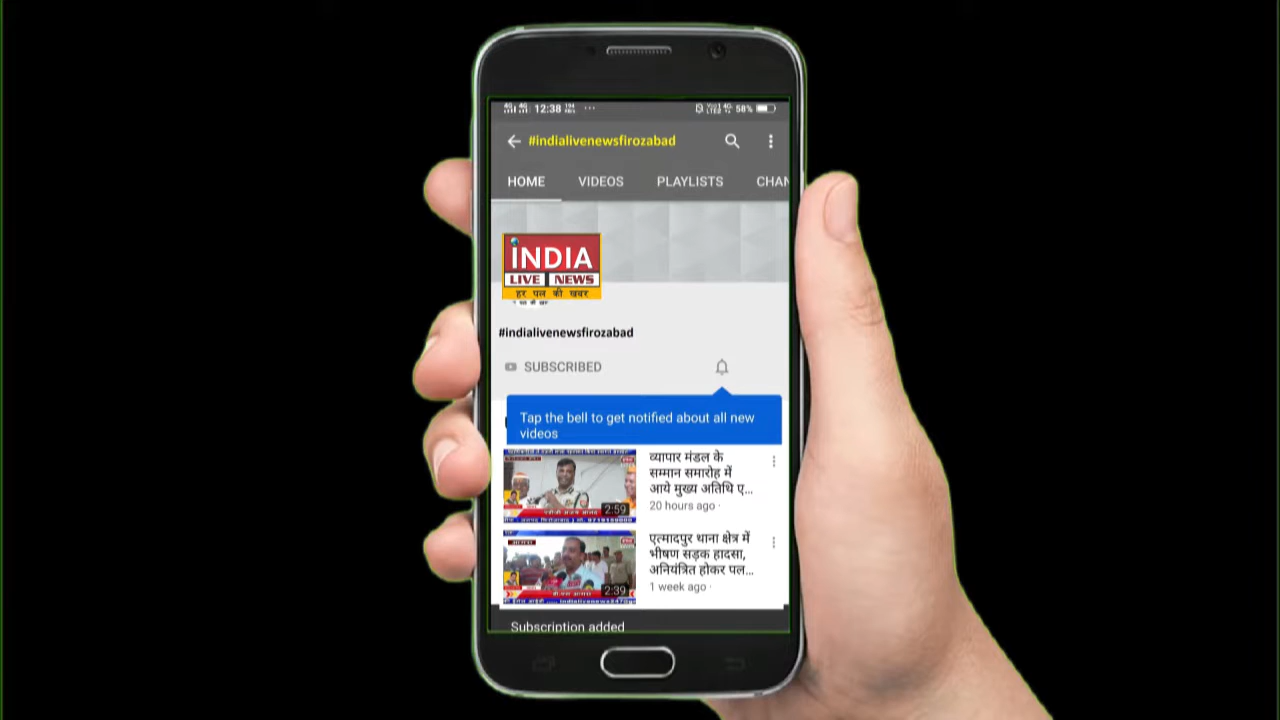 12:38
58%
#indialivenewsfirozabad
HOME VIDEOS PLAYLISTS CHAN
INDIA
LIVE NEWS
हर पल की खबर
#indialivenewsfirozabad
SUBSCRIBED
Tap the bell to get notified about all new
videos
व्यापार मंडल के
सम्मान समारोह में
आये मुख्य अतिथि ए...
20 hours ago ·
2:59
एत्मादपुर थाना क्षेत्र में
भीषण सड़क हादसा,
अनियंत्रित होकर पल...
1 week ago ·
2:39
Subscription added